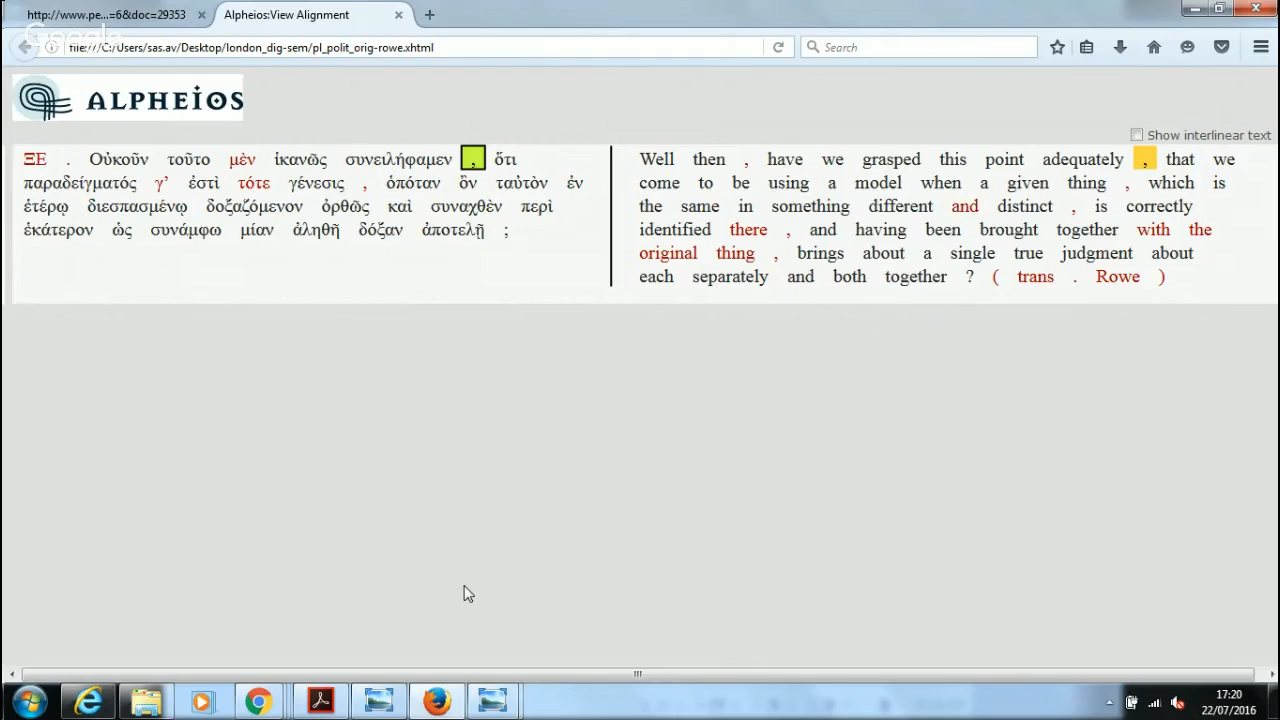 http://www.pe...=6&doc=29353
Alpheios:View Alignment
Google
file:///C:/Users/sas.av/Desktop/london_dig-sem/pl_polit_orig-rowe.xhtml
Search
ALPHEIOS
Show interlinear text
ΞΕ . Οὐκοῦν τοῦτο μὲν ἱκανῶς συνειλήφαμεν , ὅτι
παραδείγματός γ’ ἐστὶ τότε γένεσις , ὁπόταν ὂν ταὐτὸν ἐν
ἑτέρῳ διεσπασμένῳ δοξαζόμενον ὀρθῶς καὶ συναχθὲν περὶ
ἑκάτερον ὡς συνάμφω μίαν ἀληθῆ δόξαν ἀποτελῇ ;
Well then , have we grasped this point adequately , that we
come to be using a model when a given thing , which is
the same in something different and distinct , is correctly
identified there , and having been brought together with the
original thing , brings about a single true judgment about
each separately and both together ? ( trans . Rowe )
17:20
22/07/2016